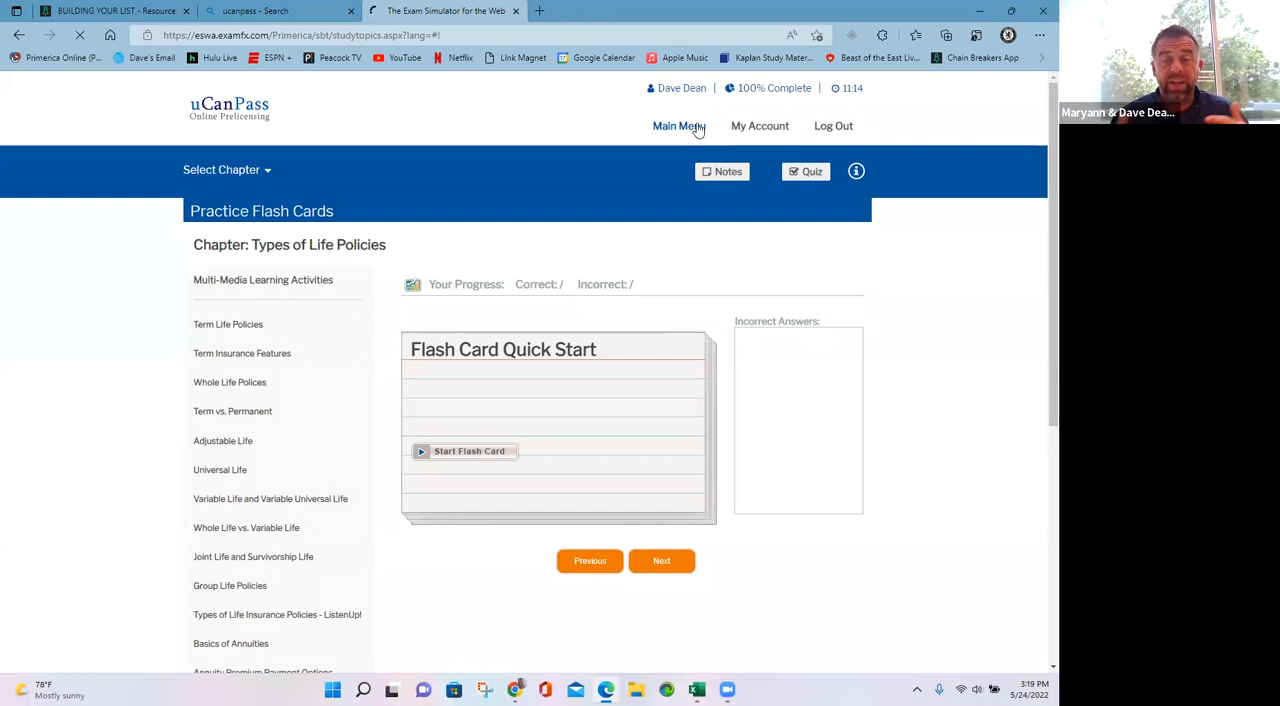 BUILDING YOUR LIST - Resource
ucanpass - Search
The Exam Simulator for the Web
https://esww.examfx.com/Primerica/sbt/studytopics.aspx?lang=#!
Primerica Online (P...
Dave's Email
Hulu Live
ESPN +
Peacock TV
YouTube
Netflix
LInk Magnet
Google Calendar
Apple Music
Kaplan Study Mater...
Beast of the East Liv...
Chain Breakers App
Dave Dean
100% Complete
11:14
uCanPass
Online Prelicensing
Main Menu
My Account
Log Out
Select Chapter
Notes
Quiz
Practice Flash Cards
Chapter: Types of Life Policies
Multi-Media Learning Activities
Your Progress: Correct: / Incorrect: /
Term Life Policies
Term Insurance Features
Whole Life Polices
Term vs. Permanent
Adjustable Life
Universal Life
Variable Life and Variable Universal Life
Whole Life vs. Variable Life
Joint Life and Survivorship Life
Group Life Policies
Types of Life Insurance Policies - ListenUp!
Basics of Annuities
Annuity Premium Payment Options
Flash Card Quick Start
Start Flash Card
Incorrect Answers:
Previous
Next
Maryann & Dave Dea...
78°F
Mostly sunny
3:19 PM
5/24/2022